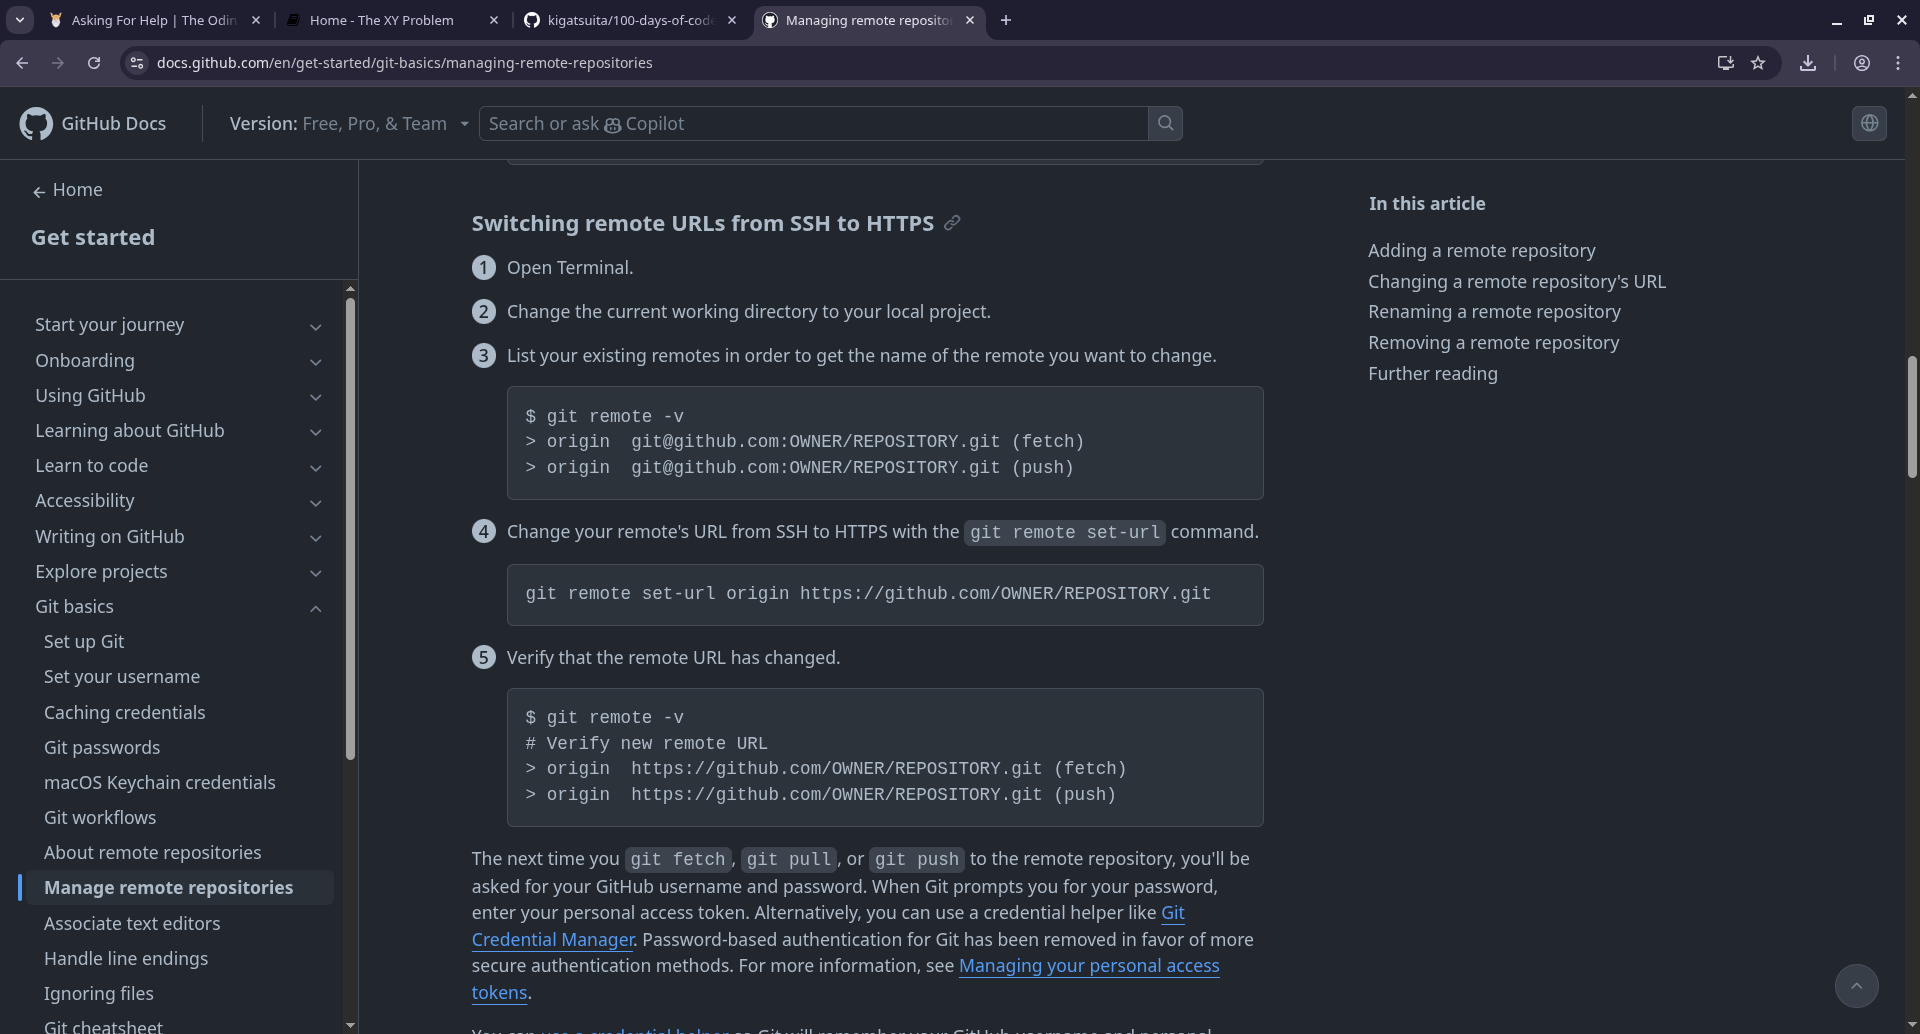 Asking For Help | The Odin
Home - The XY Problem
kigatsuita/100-days-of-code
Managing remote reposito
docs.github.com/en/get-started/git-basics/managing-remote-repositories
GitHub Docs
Version: Free, Pro, & Team
Search or ask Copilot
Home
Get started
Start your journey
Onboarding
Using GitHub
Learning about GitHub
Learn to code
Accessibility
Writing on GitHub
Explore projects
Git basics
Set up Git
Set your username
Caching credentials
Git passwords
macOS Keychain credentials
Git workflows
About remote repositories
Manage remote repositories
Associate text editors
Handle line endings
Ignoring files
Git cheatsheet
Switching remote URLs from SSH to HTTPS
1 Open Terminal.
2 Change the current working directory to your local project.
3 List your existing remotes in order to get the name of the remote you want to change.
$ git remote -v
> origin  git@github.com:OWNER/REPOSITORY.git (fetch)
> origin  git@github.com:OWNER/REPOSITORY.git (push)
4 Change your remote's URL from SSH to HTTPS with the git remote set-url command.
git remote set-url origin https://github.com/OWNER/REPOSITORY.git
5 Verify that the remote URL has changed.
$ git remote -v
# Verify new remote URL
> origin  https://github.com/OWNER/REPOSITORY.git (fetch)
> origin  https://github.com/OWNER/REPOSITORY.git (push)
The next time you git fetch, git pull, or git push to the remote repository, you'll be
asked for your GitHub username and password. When Git prompts you for your password,
enter your personal access token. Alternatively, you can use a credential helper like Git
Credential Manager. Password-based authentication for Git has been removed in favor of more
secure authentication methods. For more information, see Managing your personal access
tokens.
You can use a credential helper so Git will remember your GitHub username and personal
In this article
Adding a remote repository
Changing a remote repository's URL
Renaming a remote repository
Removing a remote repository
Further reading